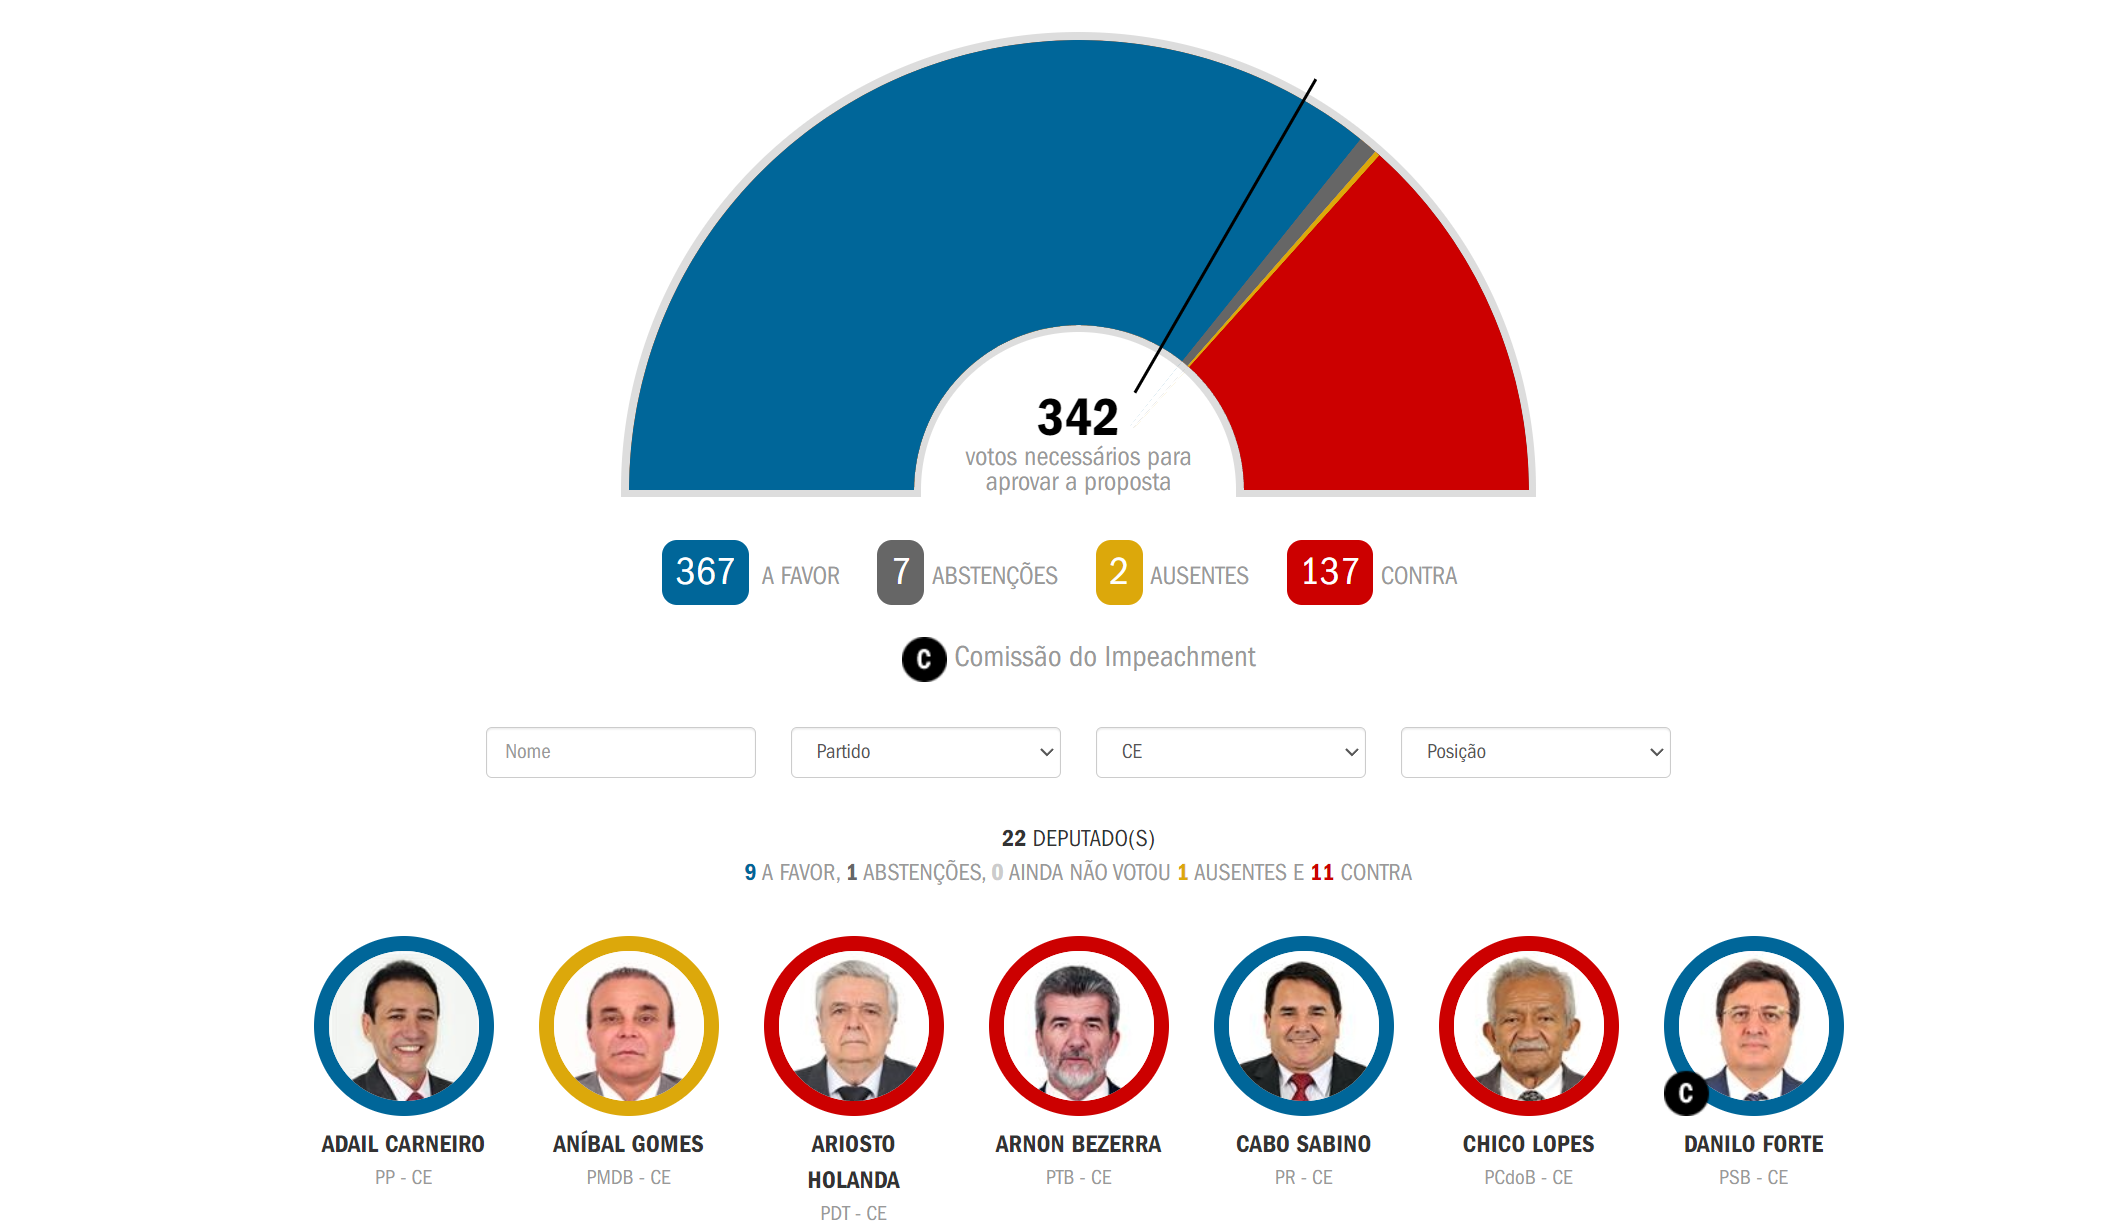 342
votos necessários para
aprovar a proposta
367 A FAVOR 7 ABSTENÇÕES 2 AUSENTES 137 CONTRA
C Comissão do Impeachment
Nome Partido CE Posição
22 DEPUTADO(S)
9 A FAVOR, 1 ABSTENÇÕES, 0 AINDA NÃO VOTOU 1 AUSENTES E 11 CONTRA
C
ADAIL CARNEIRO
PP - CE
ANÍBAL GOMES
PMDB - CE
ARIOSTO
HOLANDA
PDT - CE
ARNON BEZERRA
PTB - CE
CABO SABINO
PR - CE
CHICO LOPES
PCdoB - CE
DANILO FORTE
PSB - CE